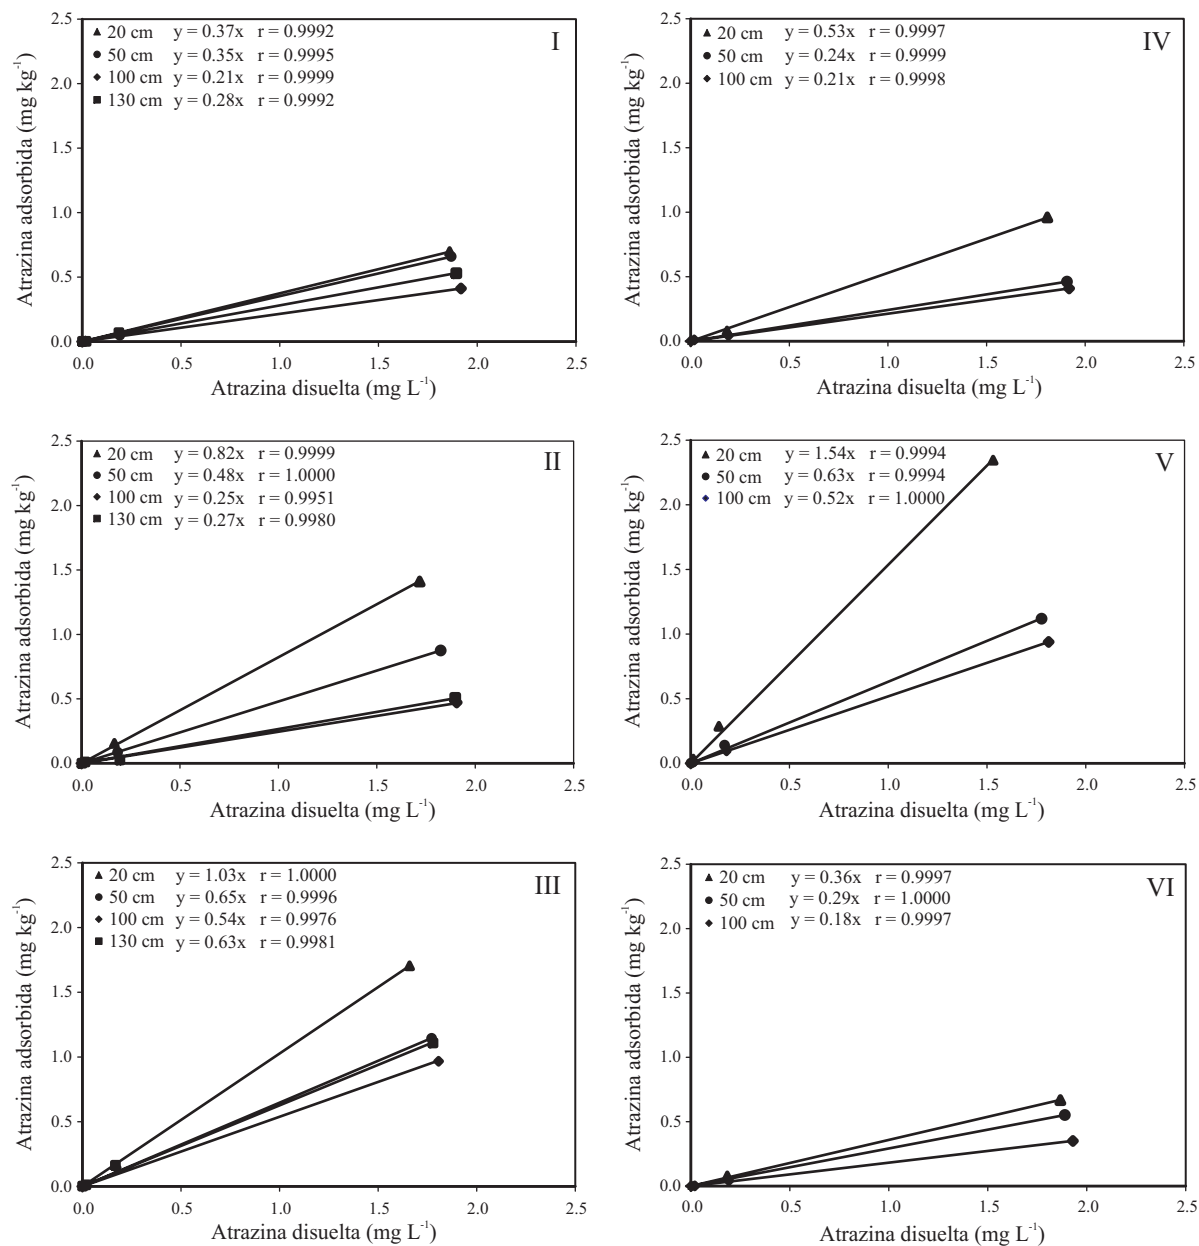 I
20 cm y = 0.37x r = 0.9992
50 cm y = 0.35x r = 0.9995
100 cm y = 0.21x r = 0.9999
130 cm y = 0.28x r = 0.9992
2.5
2.0
1.5
1.0
0.5
0.0
0.0 0.5 1.0 1.5 2.0 2.5
Atrazina adsorbida (mg kg⁻¹)
Atrazina disuelta (mg L⁻¹)
IV
20 cm y = 0.53x r = 0.9997
50 cm y = 0.24x r = 0.9999
100 cm y = 0.21x r = 0.9998
2.5
2.0
1.5
1.0
0.5
0.0
0.0 0.5 1.0 1.5 2.0 2.5
Atrazina adsorbida (mg kg⁻¹)
Atrazina disuelta (mg L⁻¹)
II
20 cm y = 0.82x r = 0.9999
50 cm y = 0.48x r = 1.0000
100 cm y = 0.25x r = 0.9951
130 cm y = 0.27x r = 0.9980
2.5
2.0
1.5
1.0
0.5
0.0
0.0 0.5 1.0 1.5 2.0 2.5
Atrazina adsorbida (mg kg⁻¹)
Atrazina disuelta (mg L⁻¹)
V
20 cm y = 1.54x r = 0.9994
50 cm y = 0.63x r = 0.9994
100 cm y = 0.52x r = 1.0000
2.5
2.0
1.5
1.0
0.5
0.0
0.0 0.5 1.0 1.5 2.0 2.5
Atrazina adsorbida (mg kg⁻¹)
Atrazina disuelta (mg L⁻¹)
III
20 cm y = 1.03x r = 1.0000
50 cm y = 0.65x r = 0.9996
100 cm y = 0.54x r = 0.9976
130 cm y = 0.63x r = 0.9981
2.5
2.0
1.5
1.0
0.5
0.0
0.0 0.5 1.0 1.5 2.0 2.5
Atrazina adsorbida (mg kg⁻¹)
Atrazina disuelta (mg L⁻¹)
VI
20 cm y = 0.36x r = 0.9997
50 cm y = 0.29x r = 1.0000
100 cm y = 0.18x r = 0.9997
2.5
2.0
1.5
1.0
0.5
0.0
0.0 0.5 1.0 1.5 2.0 2.5
Atrazina adsorbida (mg kg⁻¹)
Atrazina disuelta (mg L⁻¹)